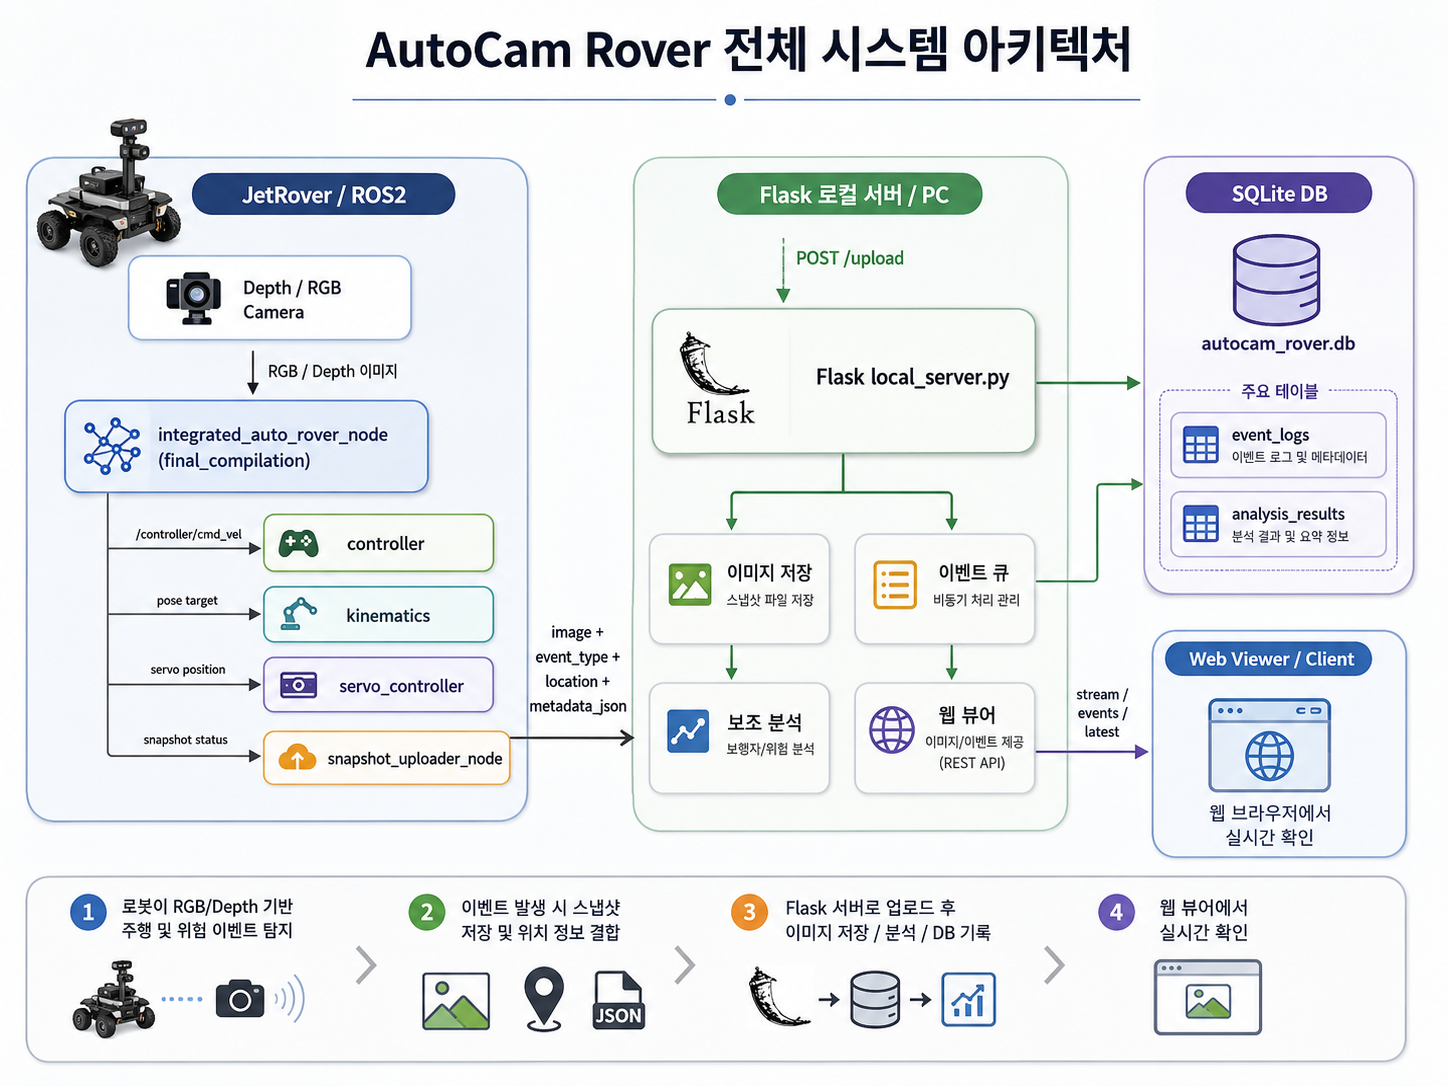 AutoCam Rover 전체 시스템 아키텍처
JetRover / ROS2
Depth / RGB
Camera
RGB / Depth 이미지
integrated_auto_rover_node
(final_compilation)
/controller/cmd_vel
controller
pose target
kinematics
servo position
servo_controller
snapshot status
snapshot_uploader_node
image +
event_type +
location +
metadata_json
Flask 로컬 서버 / PC
POST /upload
Flask
Flask local_server.py
이미지 저장
스냅샷 파일 저장
이벤트 큐
비동기 처리 관리
보조 분석
보행자/위험 분석
웹 뷰어
이미지/이벤트 제공
(REST API)
SQLite DB
autocam_rover.db
주요 테이블
event_logs
이벤트 로그 및 메타데이터
analysis_results
분석 결과 및 요약 정보
stream /
events /
latest
Web Viewer / Client
웹 브라우저에서
실시간 확인
1
로봇이 RGB/Depth 기반
주행 및 위험 이벤트 탐지
2
이벤트 발생 시 스냅샷
저장 및 위치 정보 결합
JSON
3
Flask 서버로 업로드 후
이미지 저장 / 분석 / DB 기록
4
웹 뷰어에서
실시간 확인